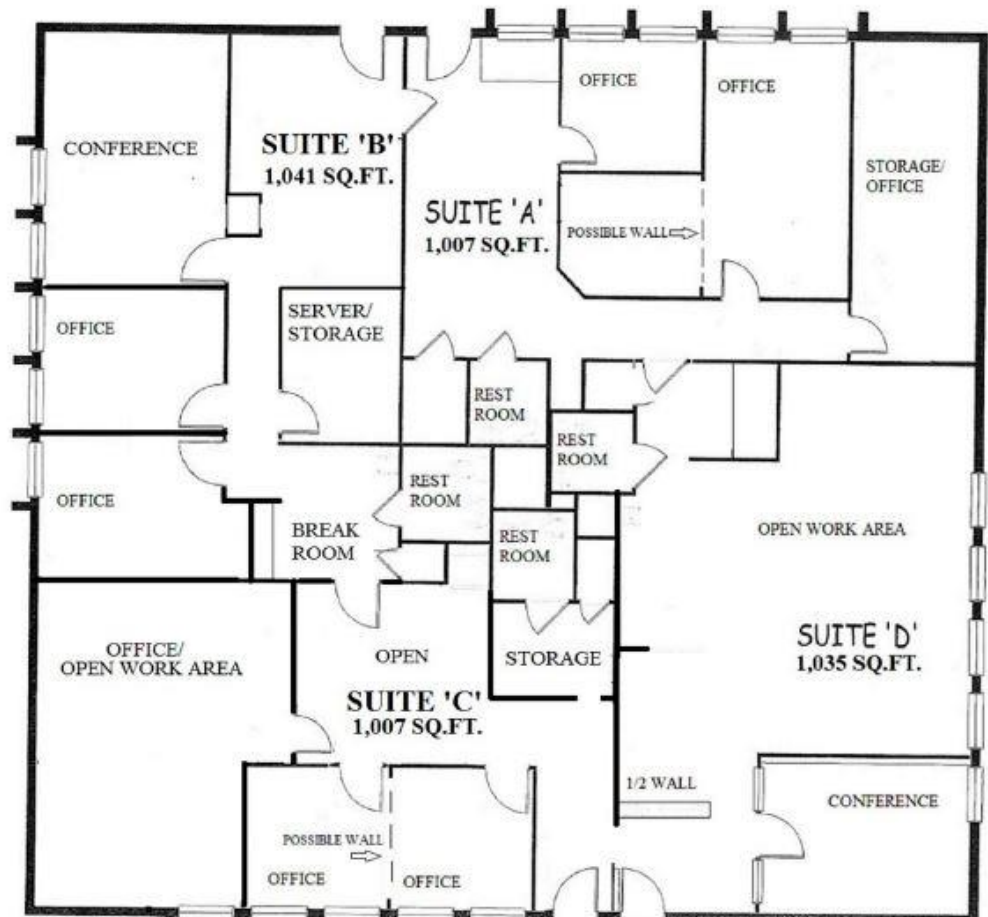 OFFICE
OFFICE
CONFERENCE
SUITE 'B'
1,041 SQ.FT.
STORAGE/
OFFICE
SUITE 'A'
1,007 SQ.FT.
POSSIBLE WALL
OFFICE
SERVER/
STORAGE
REST
ROOM
REST
ROOM
OFFICE
REST
ROOM
BREAK
ROOM
REST
ROOM
OPEN WORK AREA
OFFICE/
OPEN WORK AREA
OPEN
STORAGE
SUITE 'D'
1,035 SQ.FT.
SUITE 'C'
1,007 SQ.FT.
1/2 WALL
CONFERENCE
POSSIBLE WALL
OFFICE
OFFICE